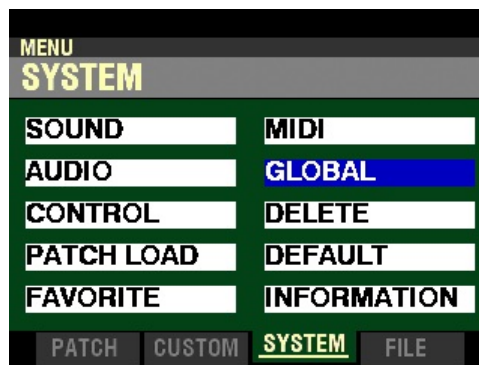 MENU
SYSTEM
SOUND
MIDI
AUDIO
GLOBAL
CONTROL
DELETE
PATCH LOAD
DEFAULT
FAVORITE
INFORMATION
PATCH CUSTOM SYSTEM FILE